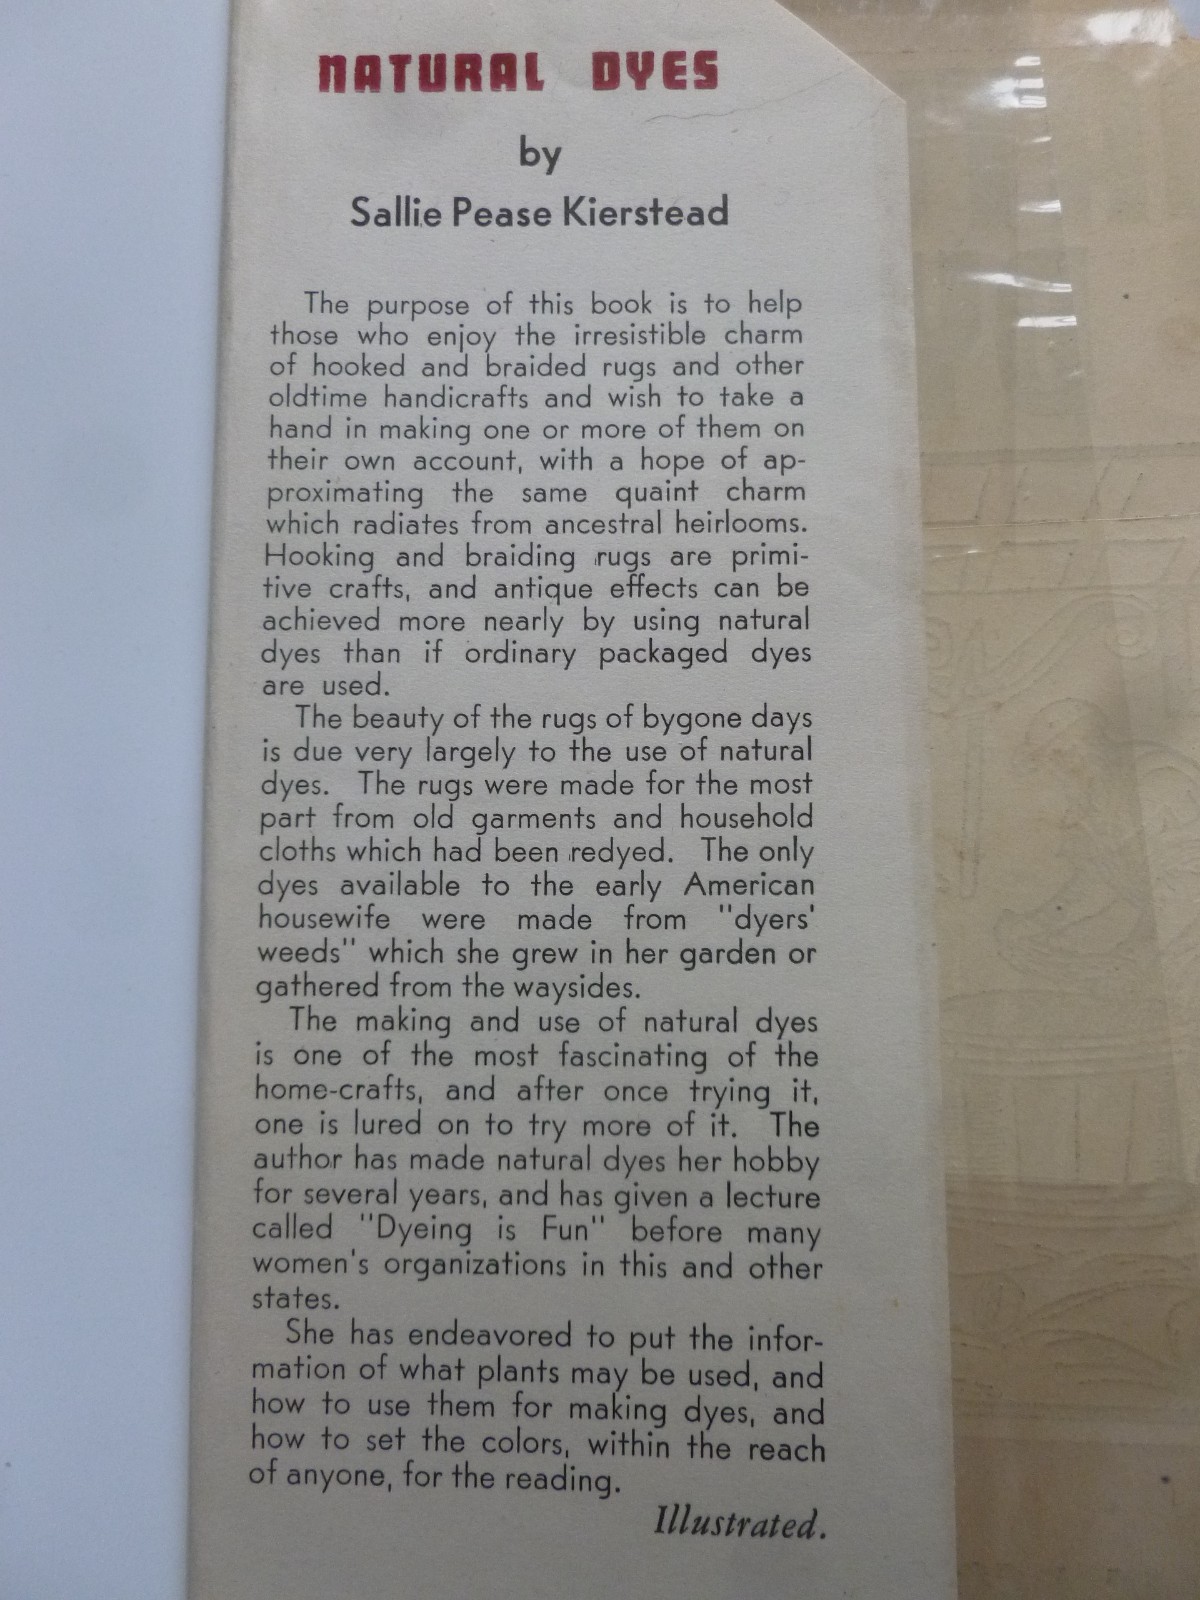 NATURAL DYES
by
Sallie Pease Kierstead
The purpose of this book is to help
those who enjoy the irresistible charm
of hooked and braided rugs and other
oldtime handicrafts and wish to take a
hand in making one or more of them on
their own account, with a hope of ap-
proximating the same quaint charm
which radiates from ancestral heirlooms.
Hooking and braiding rugs are primi-
tive crafts, and antique effects can be
achieved more nearly by using natural
dyes than if ordinary packaged dyes
are used.
The beauty of the rugs of bygone days
is due very largely to the use of natural
dyes. The rugs were made for the most
part from old garments and household
cloths which had been redyed. The only
dyes available to the early American
housewife were made from "dyers'
weeds" which she grew in her garden or
gathered from the waysides.
The making and use of natural dyes
is one of the most fascinating of the
home-crafts, and after once trying it,
one is lured on to try more of it. The
author has made natural dyes her hobby
for several years, and has given a lecture
called "Dyeing is Fun" before many
women's organizations in this and other
states.
She has endeavored to put the infor-
mation of what plants may be used, and
how to use them for making dyes, and
how to set the colors, within the reach
of anyone, for the reading.
Illustrated.